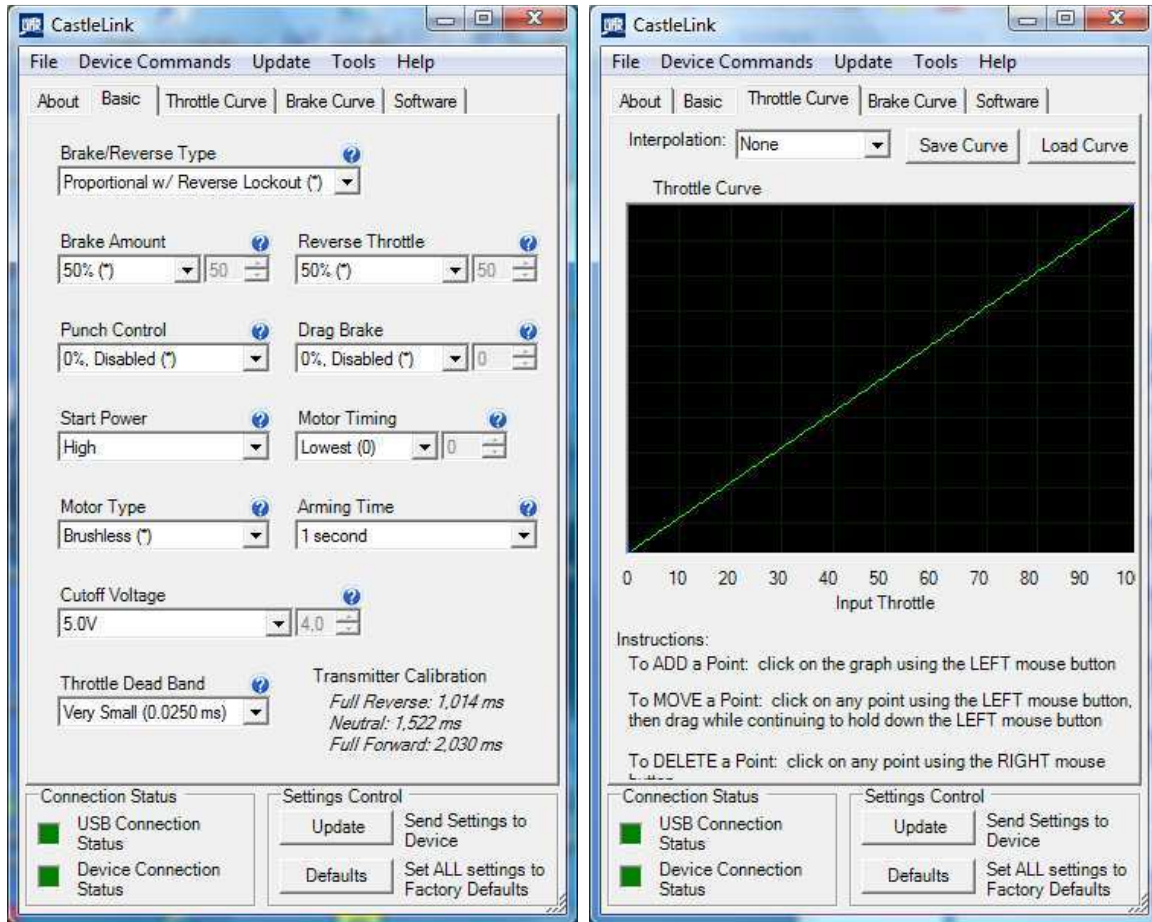 CastleLink
File Device Commands Update Tools Help
About Basic Throttle Curve Brake Curve Software
Brake/Reverse Type
Proportional w/ Reverse Lockout (*)
Brake Amount Reverse Throttle
50% (*) 50 50% (*) 50
Punch Control Drag Brake
0%, Disabled (*) 0%, Disabled (*) 0
Start Power Motor Timing
High Lowest (0) 0
Motor Type Arming Time
Brushless (*) 1 second
Cutoff Voltage
5.0V 4,0
Throttle Dead Band
Very Small (0.0250 ms)
Transmitter Calibration
Full Reverse: 1,014 ms
Neutral: 1,522 ms
Full Forward: 2,030 ms
Connection Status
USB Connection
Status
Device Connection
Status
Settings Control
Update
Send Settings to
Device
Defaults
Set ALL settings to
Factory Defaults
CastleLink
File Device Commands Update Tools Help
About Basic Throttle Curve Brake Curve Software
Interpolation: None Save Curve Load Curve
Throttle Curve
0 10 20 30 40 50 60 70 80 90 10
Input Throttle
Instructions:
To ADD a Point: click on the graph using the LEFT mouse button
To MOVE a Point: click on any point using the LEFT mouse button,
then drag while continuing to hold down the LEFT mouse button
To DELETE a Point: click on any point using the RIGHT mouse
Connection Status
USB Connection
Status
Device Connection
Status
Settings Control
Update
Send Settings to
Device
Defaults
Set ALL settings to
Factory Defaults